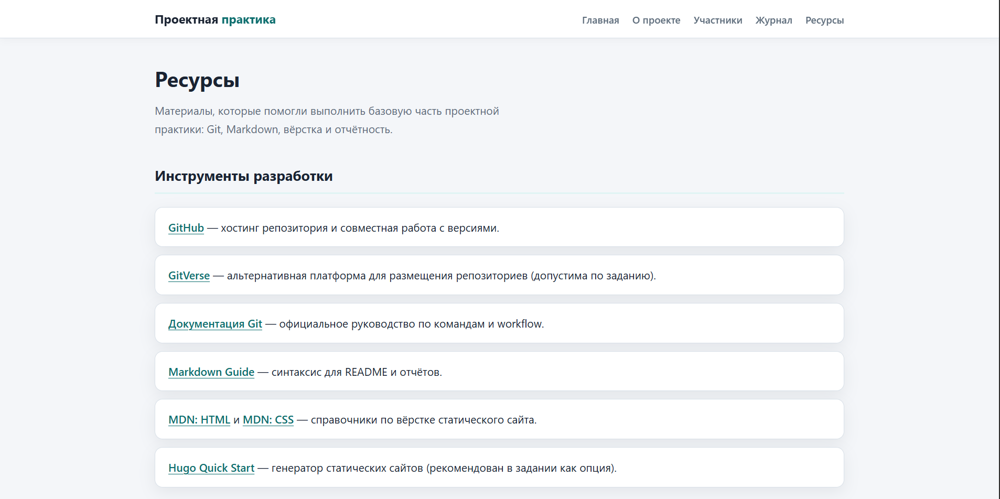 Проектная практика
Главная О проекте Участники Журнал Ресурсы
Ресурсы
Материалы, которые помогли выполнить базовую часть проектной
практики: Git, Markdown, вёрстка и отчётность.
Инструменты разработки
GitHub — хостинг репозитория и совместная работа с версиями.
GitVerse — альтернативная платформа для размещения репозиториев (допустима по заданию).
Документация Git — официальное руководство по командам и workflow.
Markdown Guide — синтаксис для README и отчётов.
MDN: HTML и MDN: CSS — справочники по вёрстке статического сайта.
Hugo Quick Start — генератор статических сайтов (рекомендован в задании как опция).